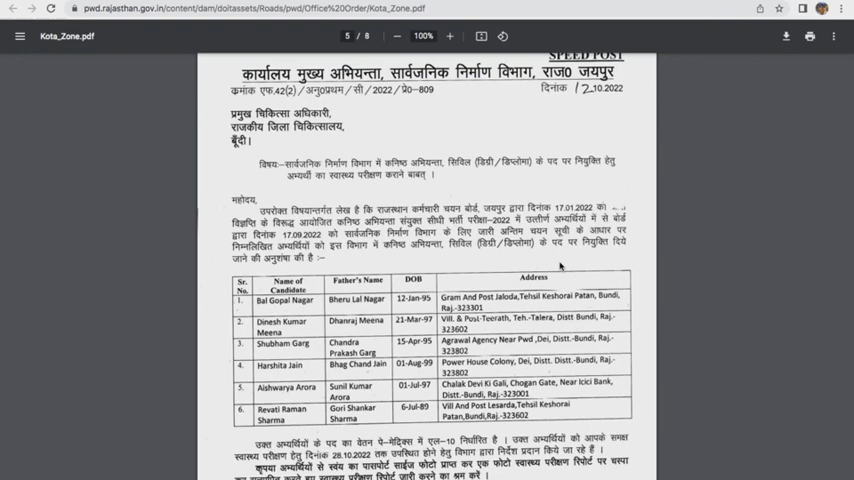 pwd.rajasthan.gov.in/content/dam/doitassets/Roads/pwd/Office%20Order/Kota_Zone.pdf
Kota_Zone.pdf
5 / 8
100%
SPEED POST
कार्यालय मुख्य अभियन्ता, सार्वजनिक निर्माण विभाग, राज0 जयपुर
क्रमांक एफ.42(2)/अनु0प्रथम/सी/2022/प्रे0-809 दिनांक 12.10.2022
प्रमुख चिकित्सा अधिकारी,
राजकीय जिला चिकित्सालय,
बून्दी।
विषयः-सार्वजनिक निर्माण विभाग में कनिष्ठ अभियन्ता, सिविल (डिग्री/डिप्लोमा) के पद पर नियुक्ति हेतु
अभ्यर्थी का स्वास्थ्य परीक्षण कराने बाबत् ।
महोदय,
उपरोक्त विषयान्तर्गत लेख है कि राजस्थान कर्मचारी चयन बोर्ड, जयपुर द्वारा दिनांक 17.01.2022 को
विज्ञप्ति के विरूद्ध आयोजित कनिष्ठ अभियन्ता संयुक्त सीधी भर्ती परीक्षा-2022 में उत्तीर्ण अभ्यर्थियों में से बोर्ड
द्वारा दिनांक 17.09.2022 को सार्वजनिक निर्माण विभाग के लिए जारी अन्तिम चयन सूची के आधार पर
निम्नलिखित अभ्यर्थियों को इस विभाग में कनिष्ठ अभियन्ता, सिविल (डिग्री/डिप्लोमा) के पद पर नियुक्ति दिये
जाने की अनुशंषा की है :-
Sr. No. Name of Candidate Father's Name DOB Address
1. Bal Gopal Nagar Bheru Lal Nagar 12-Jan-95 Gram And Post Jaloda,Tehsil Keshorai Patan, Bundi, Raj.-323301
2. Dinesh Kumar Meena Dhanraj Meena 21-Mar-97 Vill. & Post-Teerath, Teh.-Talera, Distt Bundi, Raj.-323602
3. Shubham Garg Chandra Prakash Garg 15-Apr-95 Agrawal Agency Near Pwd ,Dei, Distt.-Bundi, Raj.-323802
4. Harshita Jain Bhag Chand Jain 01-Aug-99 Power House Colony, Dei, Distt. Distt-Bundi, Raj.-323802
5. Aishwarya Arora Sunil Kumar Arora 01-Jul-97 Chalak Devi Ki Gali, Chogan Gate, Near Icici Bank, Distt.-Bundi, Raj.-323001
6. Revati Raman Sharma Gori Shankar Sharma 6-Jul-89 Vill And Post Lesarda,Tehsil Keshorai Patan,Bundi,Raj.-323602
उक्त अभ्यर्थियों के पद का वेतन पे-मेट्रिक्स में एल-10 निर्धारित है । उक्त अभ्यर्थियों को आपके समक्ष
स्वास्थ्य परीक्षण हेतु दिनांक 28.10.2022 तक उपस्थित होने हेतु विभाग द्वारा निर्देश प्रदान किये जा रहे हैं ।
कृपया अभ्यर्थियों से स्वंय का पासपोर्ट साईज फोटो प्राप्त कर एक फोटो स्वास्थ्य परीक्षण रिपोर्ट पर चस्पा
स्वास्थ्य परीक्षण रिपोर्ट जारी करने का श्रम करें ।